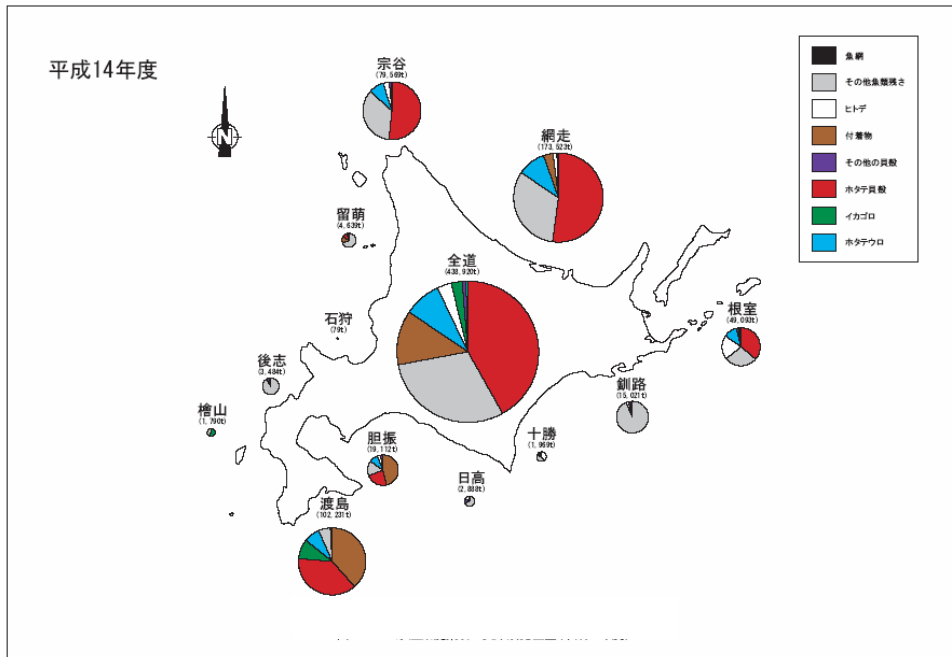 平成14年度
N
宗谷
(79,569t)
網走
(173,523t)
留萌
(4,639t)
全道
(438,920t)
石狩
(79t)
根室
(49,093t)
後志
(3,484t)
釧路
(15,021t)
檜山
(1,790t)
胆振
(19,112t)
十勝
(1,969t)
日高
(2,888t)
渡島
(102,231t)
魚網
その他魚類残さ
ヒトデ
付着物
その他の貝殻
ホタテ貝殻
イカゴロ
ホタテウロ